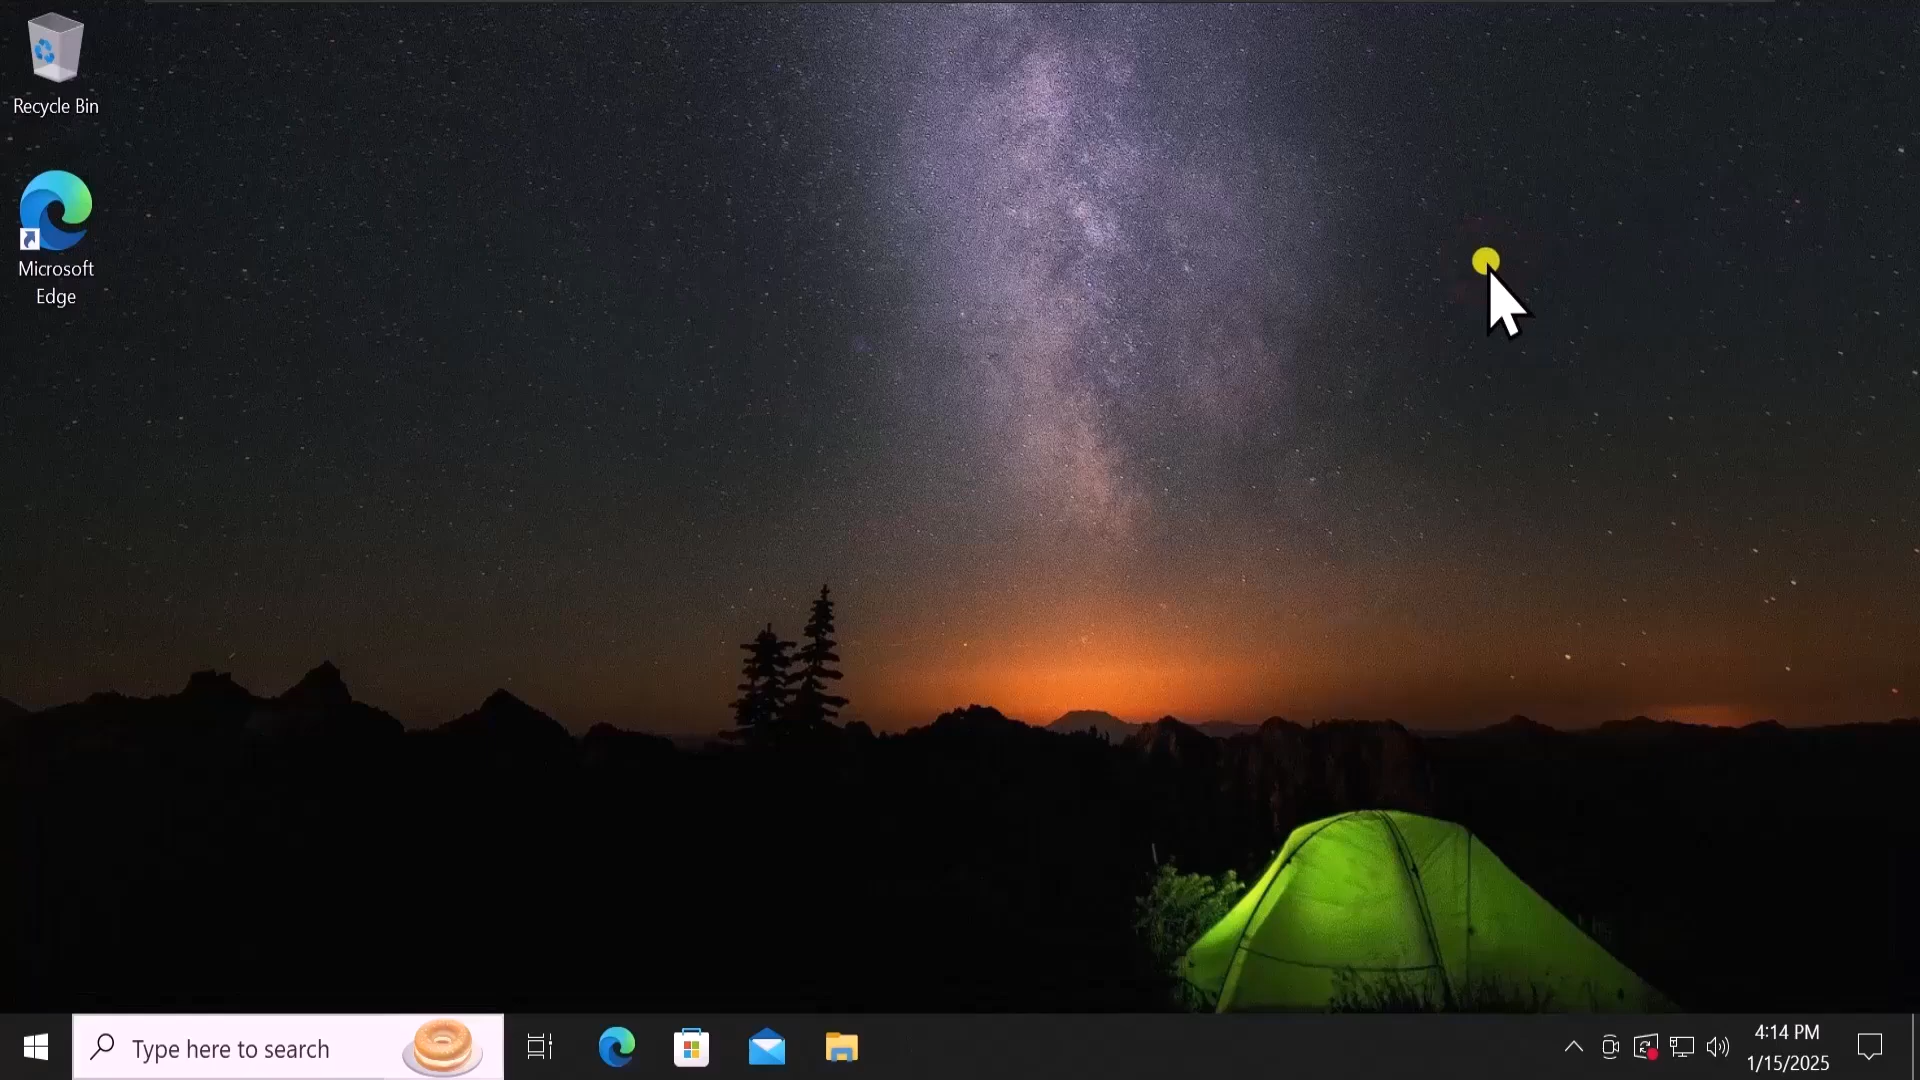 Recycle Bin
Microsoft
Edge
Type here to search
4:14 PM
1/15/2025